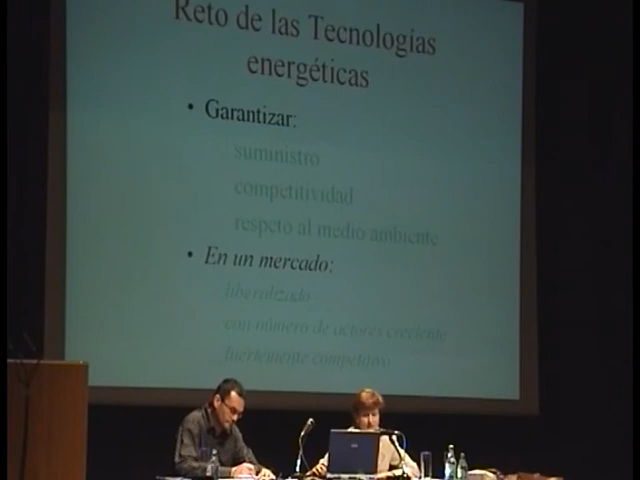 Reto de las Tecnologías
energéticas
• Garantizar:
suministro
competitividad
respeto al medio ambiente
• En un mercado:
liberalizado
con número de actores creciente
fuertemente competitivo